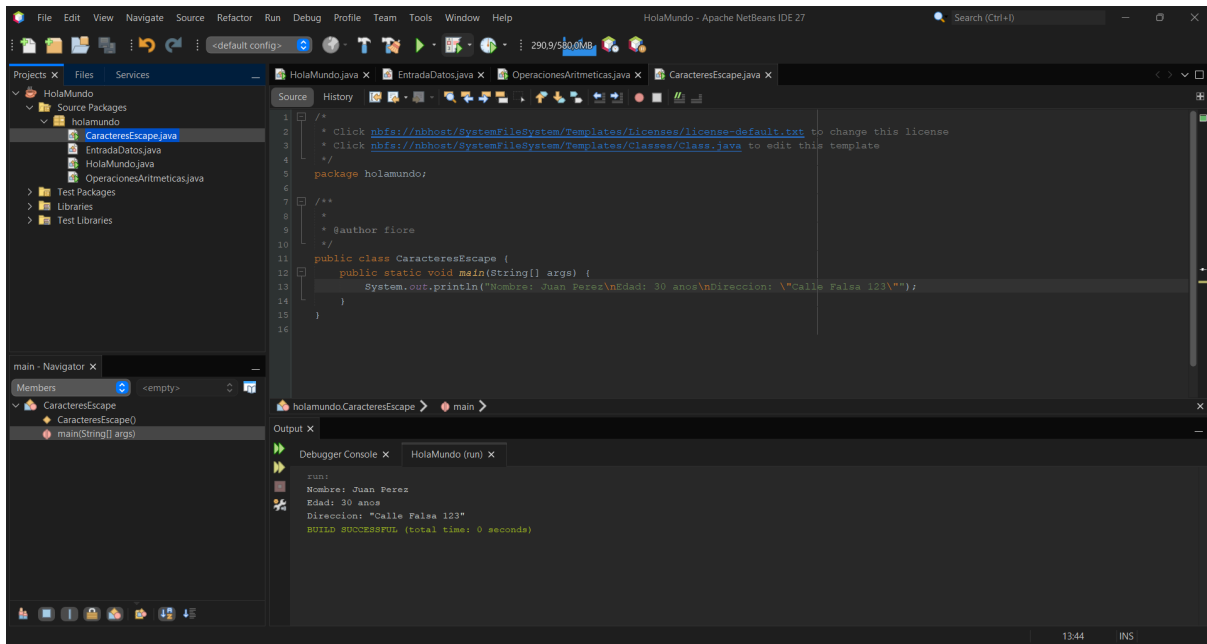 File Edit View Navigate Source Refactor Run Debug Profile Team Tools Window Help HolaMundo - Apache NetBeans IDE 27 Search (Ctrl+I)
<default config> 290,9/580,0MB
Projects Files Services
HolaMundo
Source Packages
holamundo
CaracteresEscape.java
EntradaDatos.java
HolaMundo.java
OperacionesAritmeticas.java
Test Packages
Libraries
Test Libraries
main - Navigator
Members <empty>
CaracteresEscape
CaracteresEscape()
main(String[] args)
HolaMundo.java EntradaDatos.java OperacionesAritmeticas.java CaracteresEscape.java
Source History
1 /*
2 * Click nbfs://nbhost/SystemFileSystem/Templates/Licenses/license-default.txt to change this license
3 * Click nbfs://nbhost/SystemFileSystem/Templates/Classes/Class.java to edit this template
4 */
5 package holamundo;
6
7 /**
8 *
9 * @author fiore
10 */
11 public class CaracteresEscape {
12 public static void main(String[] args) {
13 System.out.println("Nombre: Juan Perez\nEdad: 30 anos\nDireccion: \"Calle Falsa 123\"");
14 }
15 }
16
holamundo.CaracteresEscape main
Output
Debugger Console HolaMundo (run)
run:
Nombre: Juan Perez
Edad: 30 anos
Direccion: "Calle Falsa 123"
BUILD SUCCESSFUL (total time: 0 seconds)
13:44 INS